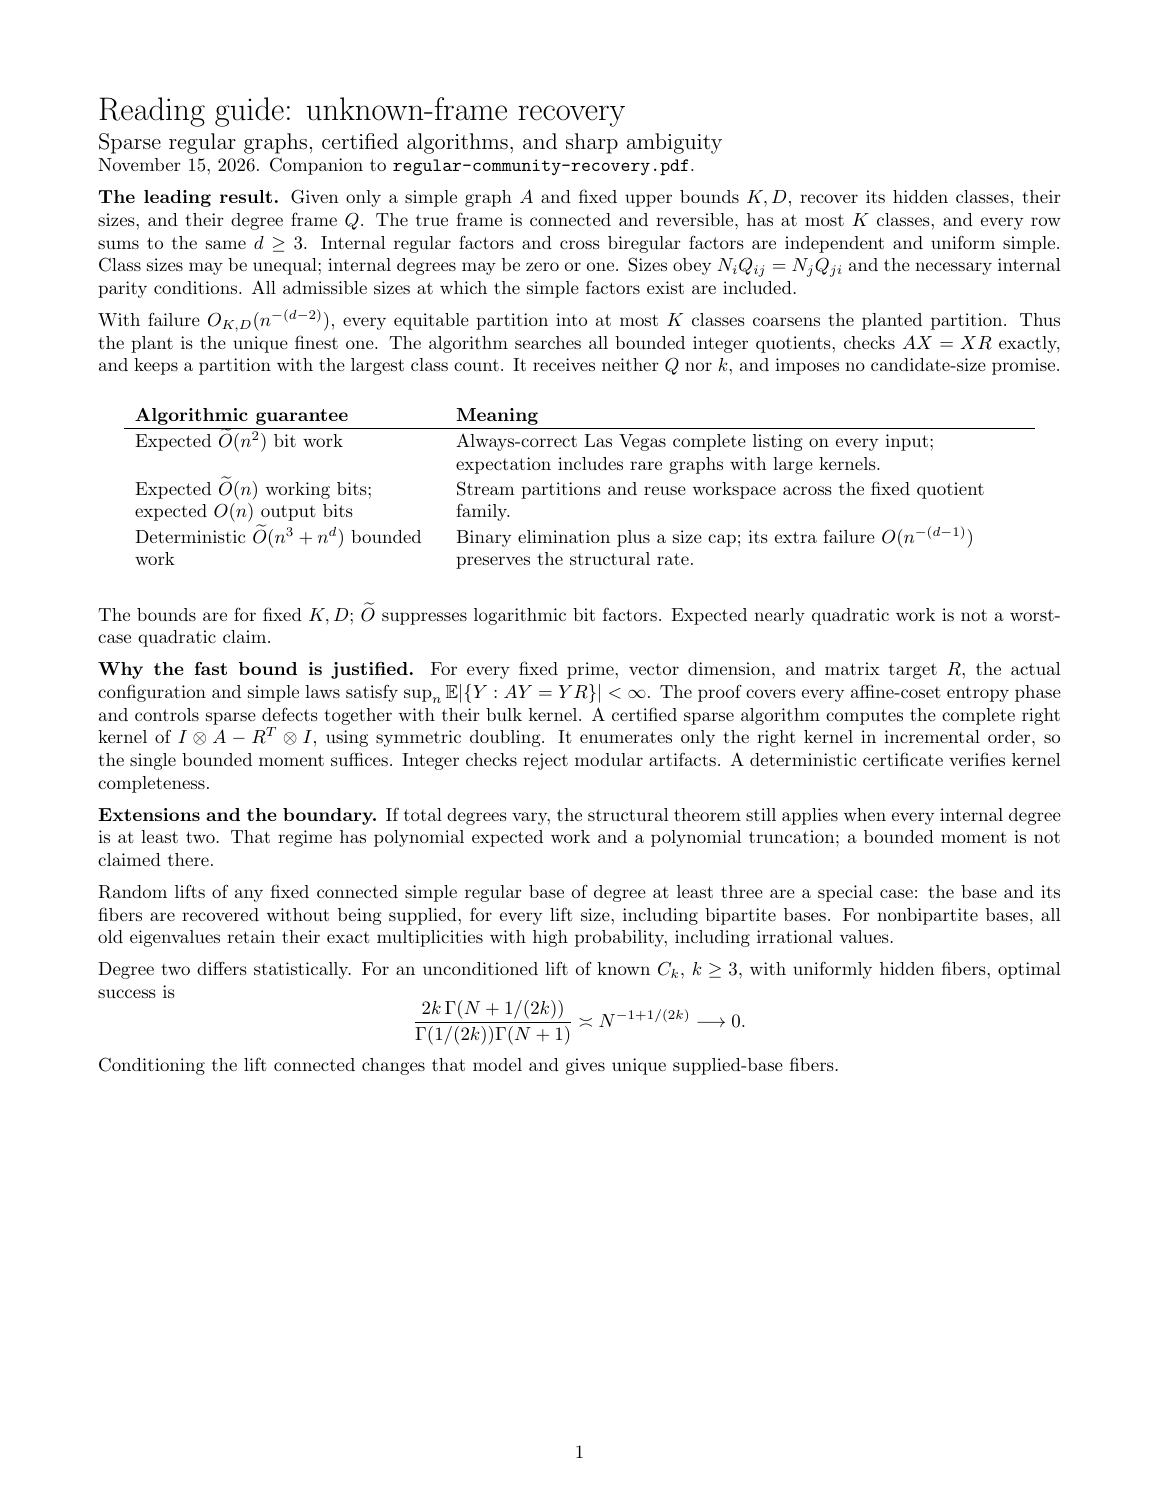 Reading guide: unknown-frame recovery
Sparse regular graphs, certified algorithms, and sharp ambiguity
November 15, 2026. Companion to regular-community-recovery.pdf.
The leading result. Given only a simple graph A and fixed upper bounds K, D, recover its hidden classes, their
sizes, and their degree frame Q. The true frame is connected and reversible, has at most K classes, and every row
sums to the same d ≥ 3. Internal regular factors and cross biregular factors are independent and uniform simple.
Class sizes may be unequal; internal degrees may be zero or one. Sizes obey N_iQ_{ij} = N_jQ_{ji} and the necessary internal
parity conditions. All admissible sizes at which the simple factors exist are included.
With failure O_{K,D}(n^{−(d−2)}), every equitable partition into at most K classes coarsens the planted partition. Thus
the plant is the unique finest one. The algorithm searches all bounded integer quotients, checks AX = XR exactly,
and keeps a partition with the largest class count. It receives neither Q nor k, and imposes no candidate-size promise.
Algorithmic guarantee Meaning
Expected Õ(n²) bit work Always-correct Las Vegas complete listing on every input;
expectation includes rare graphs with large kernels.
Expected Õ(n) working bits; Stream partitions and reuse workspace across the fixed quotient
expected O(n) output bits family.
Deterministic Õ(n³ + n^d) bounded Binary elimination plus a size cap; its extra failure O(n^{−(d−1)})
work preserves the structural rate.
The bounds are for fixed K, D; Õ suppresses logarithmic bit factors. Expected nearly quadratic work is not a worst-
case quadratic claim.
Why the fast bound is justified. For every fixed prime, vector dimension, and matrix target R, the actual
configuration and simple laws satisfy sup_n 𝔼|{Y : AY = YR}| < ∞. The proof covers every affine-coset entropy phase
and controls sparse defects together with their bulk kernel. A certified sparse algorithm computes the complete right
kernel of I ⊗ A − R^T ⊗ I, using symmetric doubling. It enumerates only the right kernel in incremental order, so
the single bounded moment suffices. Integer checks reject modular artifacts. A deterministic certificate verifies kernel
completeness.
Extensions and the boundary. If total degrees vary, the structural theorem still applies when every internal degree
is at least two. That regime has polynomial expected work and a polynomial truncation; a bounded moment is not
claimed there.
Random lifts of any fixed connected simple regular base of degree at least three are a special case: the base and its
fibers are recovered without being supplied, for every lift size, including bipartite bases. For nonbipartite bases, all
old eigenvalues retain their exact multiplicities with high probability, including irrational values.
Degree two differs statistically. For an unconditioned lift of known C_k, k ≥ 3, with uniformly hidden fibers, optimal
success is
2k Γ(N + 1/(2k)) / Γ(1/(2k))Γ(N + 1) ≍ N^{−1+1/(2k)} ⟶ 0.
Conditioning the lift connected changes that model and gives unique supplied-base fibers.
1